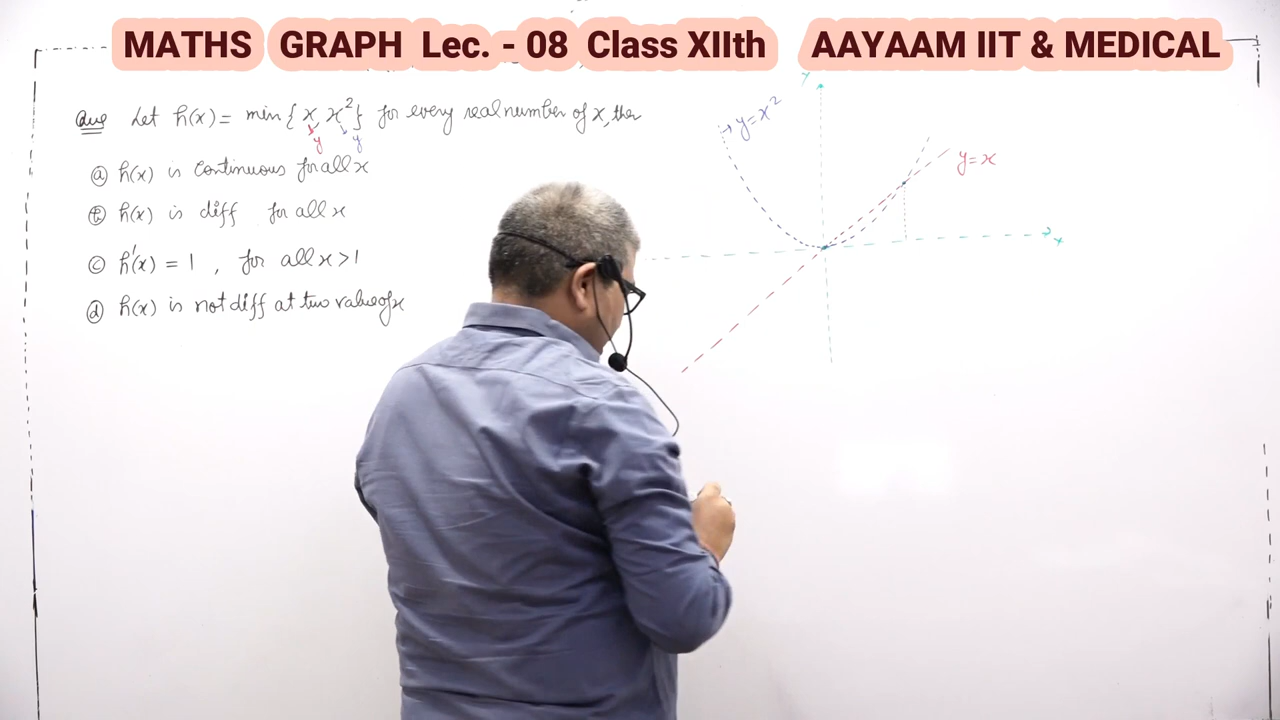 MATHS GRAPH Lec. - 08 Class XIIth AAYAAM IIT & MEDICAL
Que Let h(x) = min { x, x² } for every real number of x, then
y y
(a) h(x) is continuous for all x
(b) h(x) is diff for all x
(c) h'(x) = 1 , for all x > 1
(d) h(x) is not diff at two value of x
y
y = x²
y = x
x